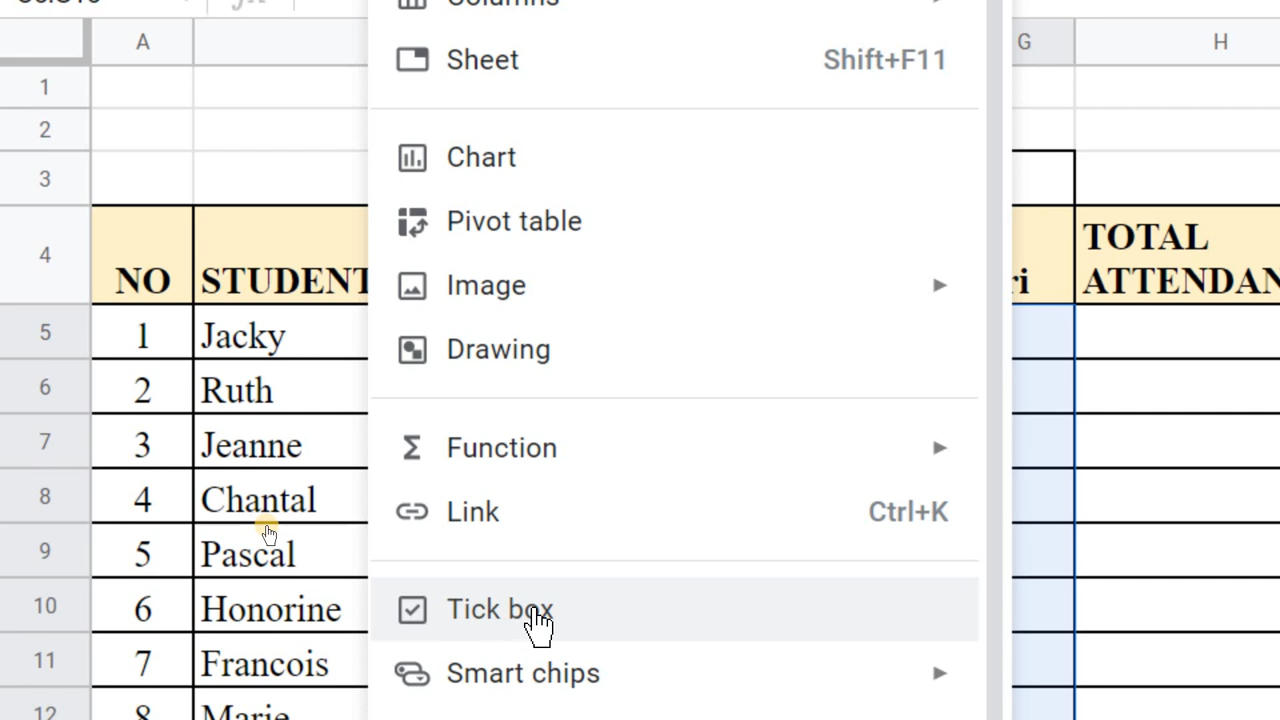 A
G
H
Sheet Shift+F11
Chart
Pivot table
Image
Drawing
Function
Link Ctrl+K
Tick box
Smart chips
1
2
3
4 NO STUDENT ri TOTAL
ATTENDAN
5 1 Jacky
6 2 Ruth
7 3 Jeanne
8 4 Chantal
9 5 Pascal
10 6 Honorine
11 7 Francois
12 8 Marie